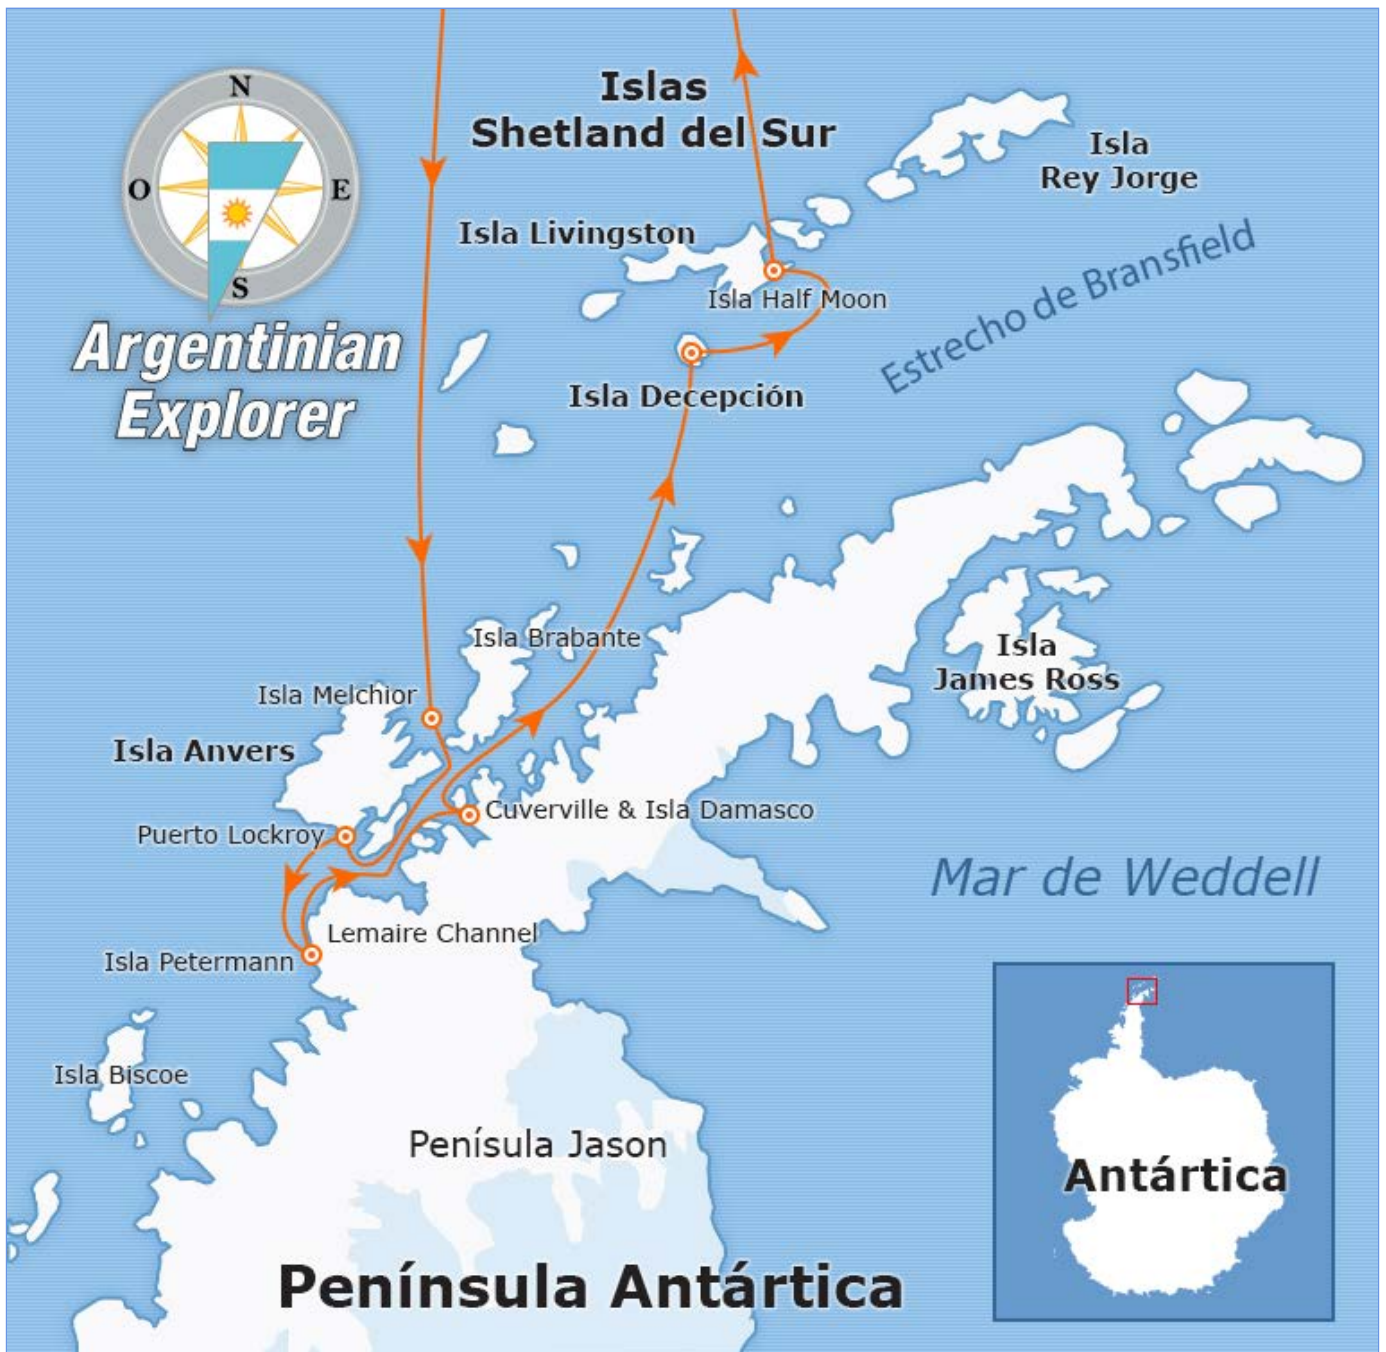 N
O
E
S
Argentinian
Explorer
Islas
Shetland del Sur
Isla
Rey Jorge
Isla Livingston
Isla Half Moon
Estrecho de Bransfield
Isla Decepción
Isla Brabante
Isla
James Ross
Isla Melchior
Isla Anvers
Cuverville & Isla Damasco
Puerto Lockroy
Mar de Weddell
Lemaire Channel
Isla Petermann
Isla Biscoe
Penísula Jason
Antártica
Península Antártica